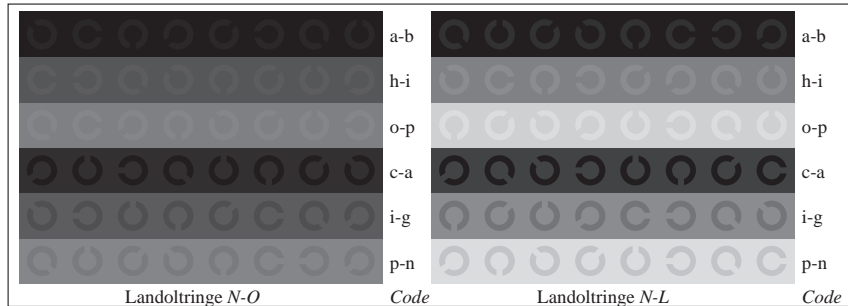 a-b a-b
h-i h-i
o-p o-p
c-a c-a
i-g i-g
p-n p-n
Landoltringe N-O Code Landoltringe N-L Code